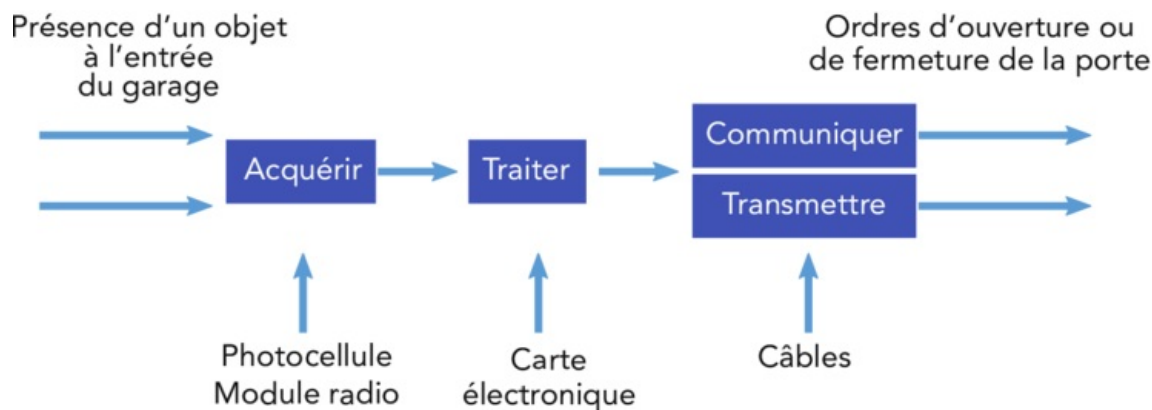 Présence d'un objet
à l'entrée
du garage
Ordres d'ouverture ou
de fermeture de la porte
Acquérir
Traiter
Communiquer
Transmettre
Photocellule
Module radio
Carte
électronique
Câbles